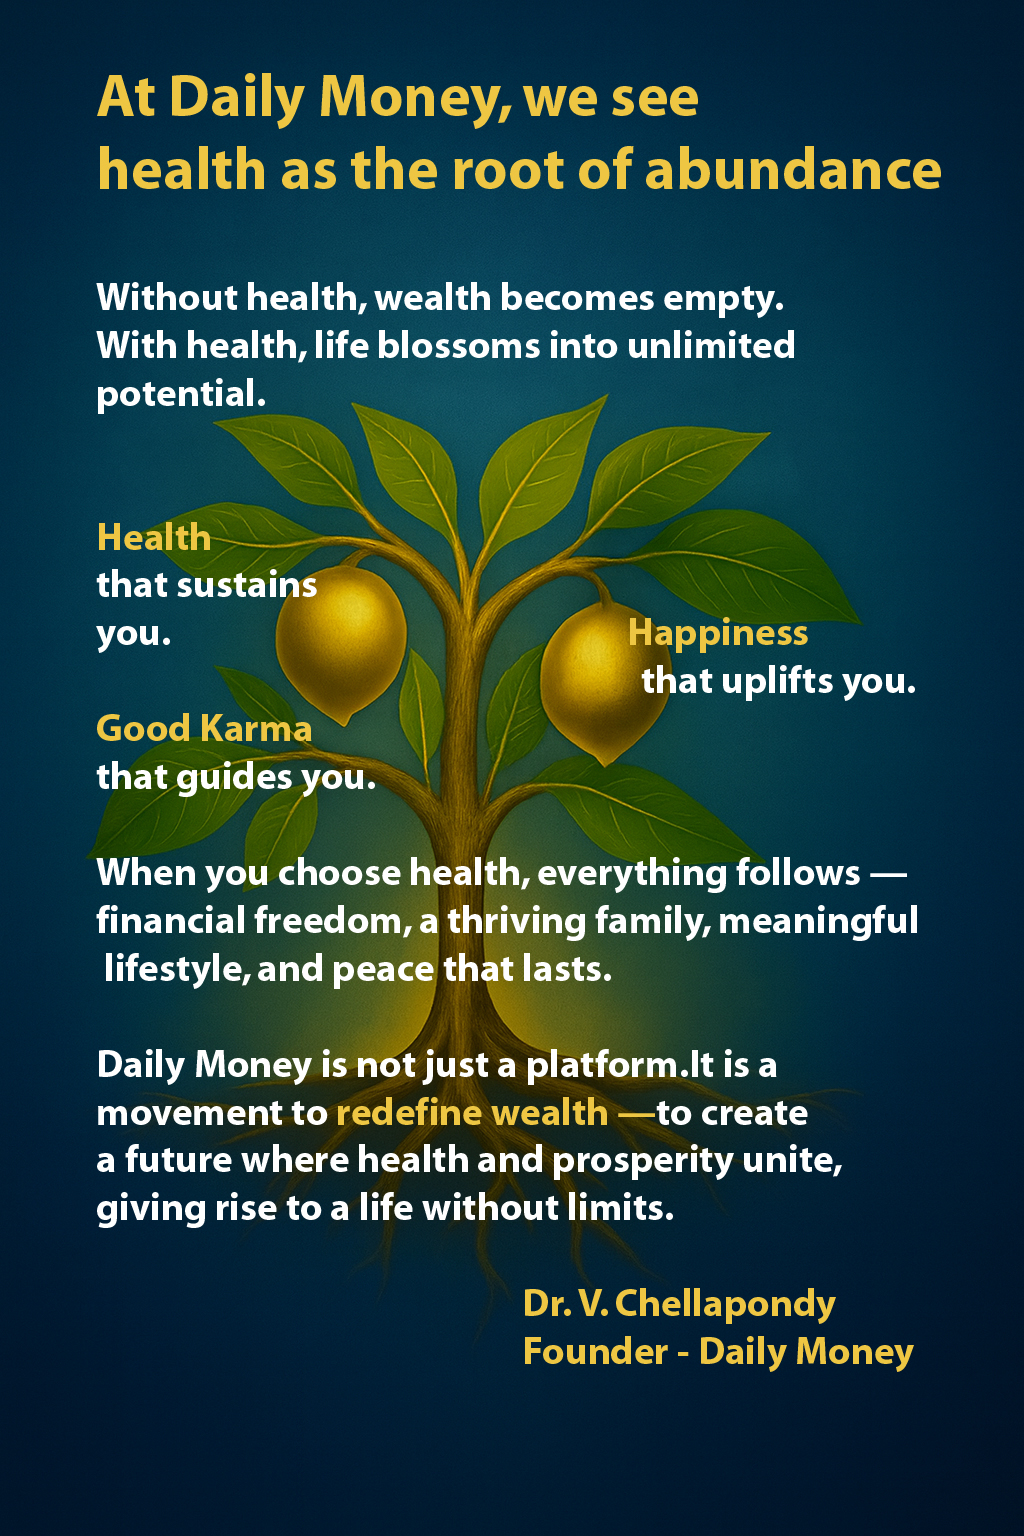 At Daily Money, we see
health as the root of abundance
Without health, wealth becomes empty.
With health, life blossoms into unlimited
potential.
Health
that sustains
you.
Happiness
that uplifts you.
Good Karma
that guides you.
When you choose health, everything follows —
financial freedom, a thriving family, meaningful
lifestyle, and peace that lasts.
Daily Money is not just a platform.It is a
movement to redefine wealth —to create
a future where health and prosperity unite,
giving rise to a life without limits.
Dr. V. Chellapondy
Founder - Daily Money